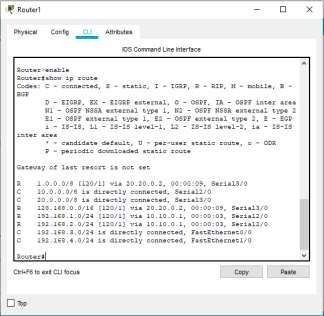 Router1
Physical Config CLI Attributes
IOS Command Line Interface
Router>enable
Router#show ip route
Codes: C - connected, S - static, I - IGRP, R - RIP, M - mobile, B -
BGP
D - EIGRP, EX - EIGRP external, O - OSPF, IA - OSPF inter area
N1 - OSPF NSSA external type 1, N2 - OSPF NSSA external type 2
E1 - OSPF external type 1, E2 - OSPF external type 2, E - EGP
i - IS-IS, L1 - IS-IS level-1, L2 - IS-IS level-2, ia - IS-IS
inter area
* - candidate default, U - per-user static route, o - ODR
P - periodic downloaded static route
Gateway of last resort is not set
R 1.0.0.0/8 [120/1] via 20.20.0.2, 00:00:09, Serial3/0
C 10.0.0.0/8 is directly connected, Serial2/0
C 20.0.0.0/8 is directly connected, Serial3/0
R 128.168.0.0/16 [120/1] via 20.20.0.2, 00:00:09, Serial3/0
R 192.168.1.0/24 [120/1] via 10.10.0.1, 00:00:03, Serial2/0
R 192.168.2.0/24 [120/1] via 10.10.0.1, 00:00:03, Serial2/0
C 192.168.3.0/24 is directly connected, FastEthernet0/0
C 192.168.4.0/24 is directly connected, FastEthernet1/0
Router#
Ctrl+F6 to exit CLI focus
Copy Paste
Top